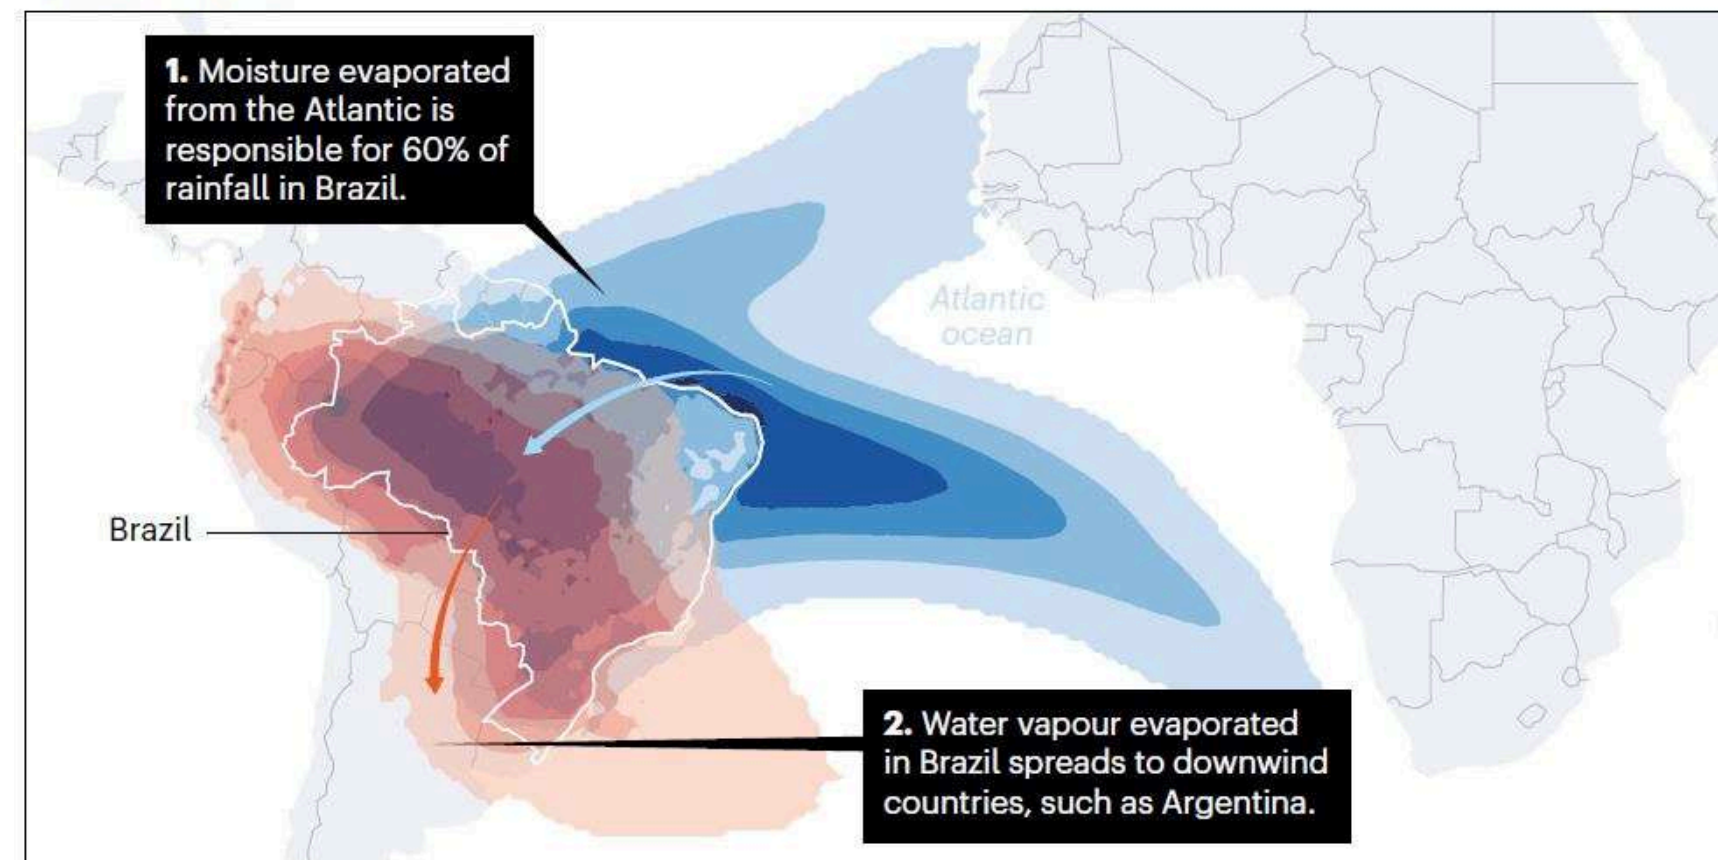 1. Moisture evaporated
from the Atlantic is
responsible for 60% of
rainfall in Brazil.
Atlantic
ocean
Brazil
2. Water vapour evaporated
in Brazil spreads to downwind
countries, such as Argentina.